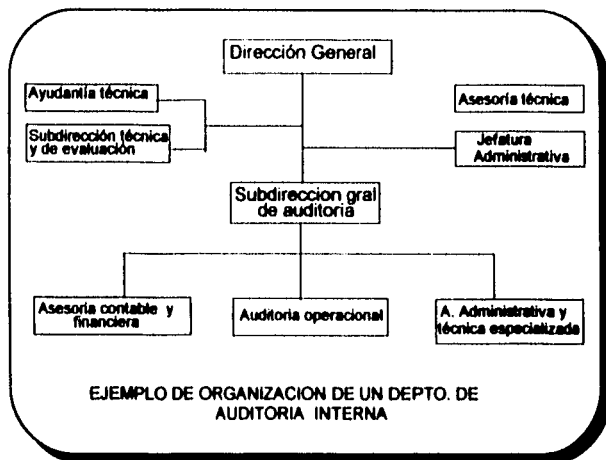 Dirección General
Ayudantía técnica
Asesoría técnica
Subdirección técnica
y de evaluación
Jefatura
Administrativa
Subdireccion gral
de auditoria
Asesoría contable y
financiera
Auditoria operacional
A. Administrativa y
técnica especializada
EJEMPLO DE ORGANIZACION DE UN DEPTO. DE
AUDITORIA INTERNA